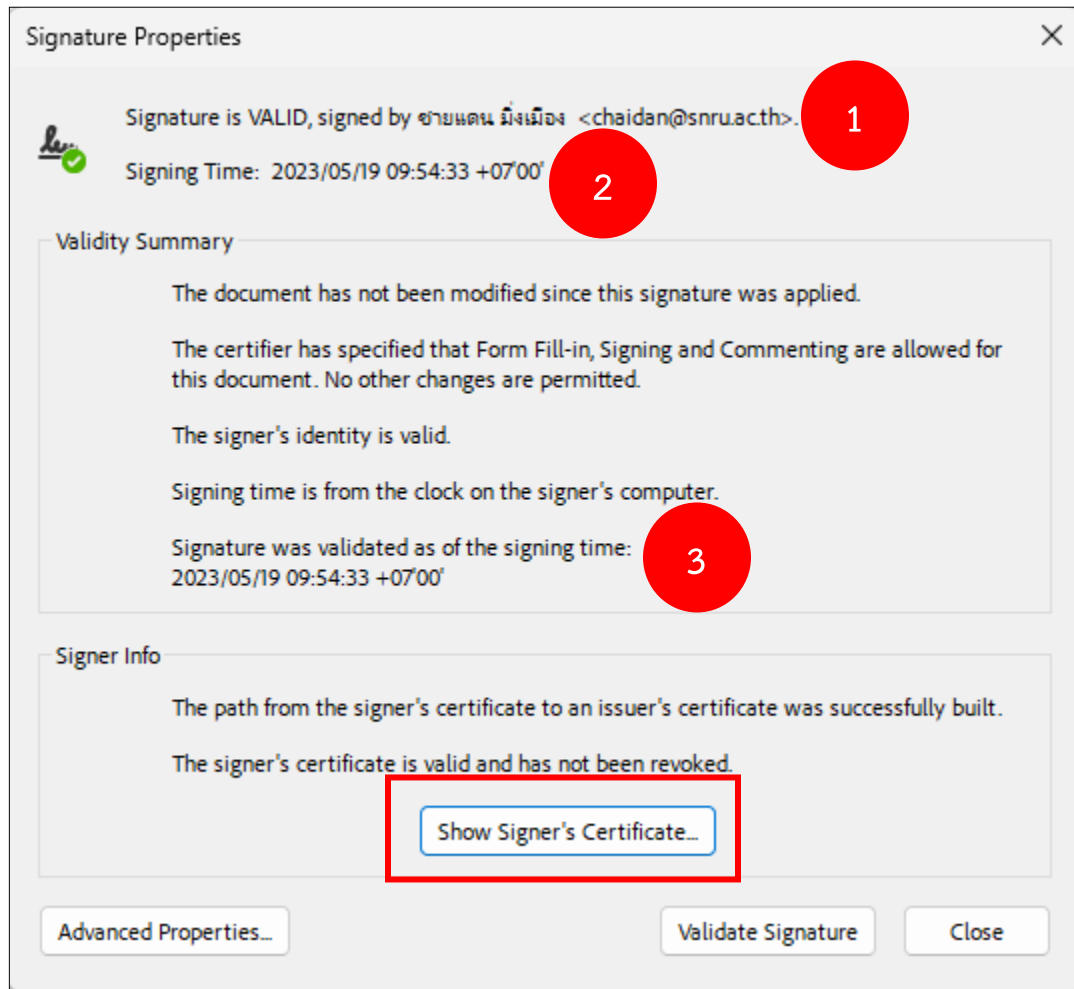 Signature Properties
Signature is VALID, signed by ชายแดน มิ่งเมือง <chaidan@snru.ac.th>.
1
Signing Time: 2023/05/19 09:54:33 +07'00'
2
Validity Summary
The document has not been modified since this signature was applied.
The certifier has specified that Form Fill-in, Signing and Commenting are allowed for
this document. No other changes are permitted.
The signer's identity is valid.
Signing time is from the clock on the signer's computer.
Signature was validated as of the signing time:
2023/05/19 09:54:33 +07'00'
3
Signer Info
The path from the signer's certificate to an issuer's certificate was successfully built.
The signer's certificate is valid and has not been revoked.
Show Signer's Certificate...
Advanced Properties...
Validate Signature
Close